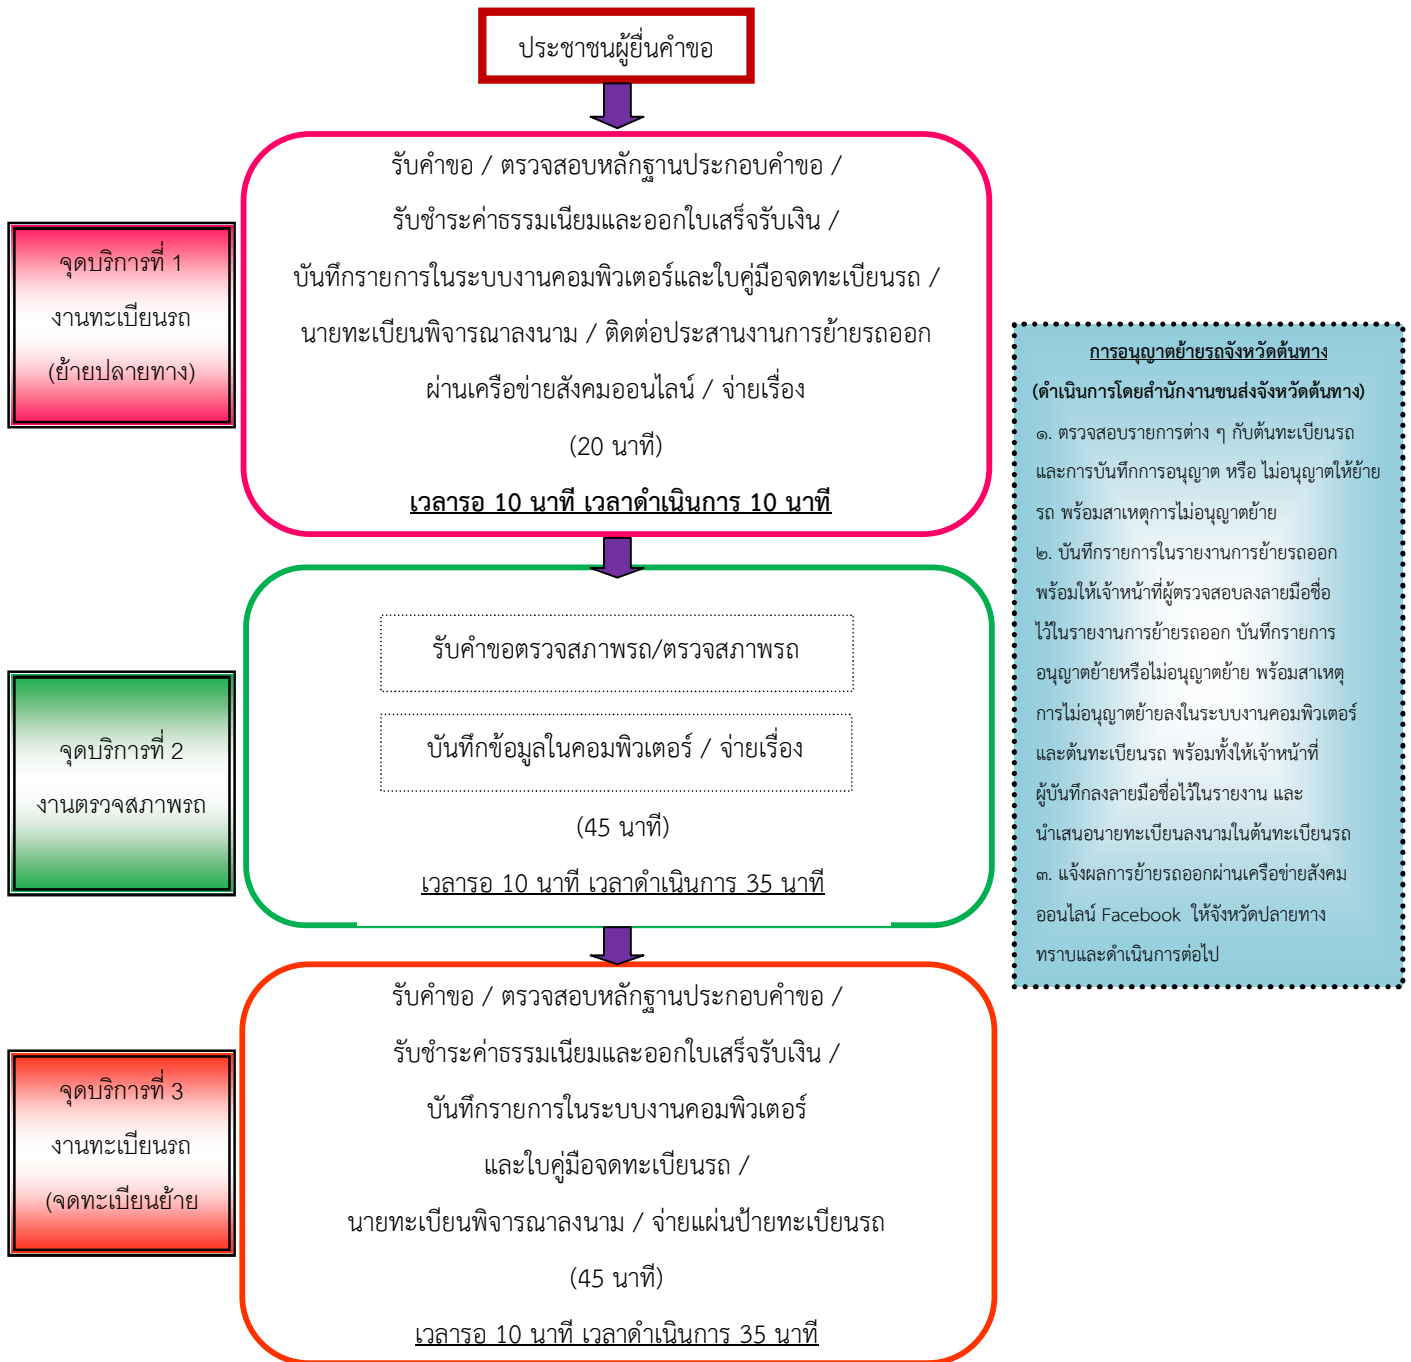 ประชาชนผู้ยื่นคำขอ
จุดบริการที่ 1
งานทะเบียนรถ
(ย้ายปลายทาง)
รับคำขอ / ตรวจสอบหลักฐานประกอบคำขอ /
รับชำระค่าธรรมเนียมและออกใบเสร็จรับเงิน /
บันทึกรายการในระบบงานคอมพิวเตอร์และใบคู่มือจดทะเบียนรถ /
นายทะเบียนพิจารณาลงนาม / ติดต่อประสานงานการย้ายรถออก
ผ่านเครือข่ายสังคมออนไลน์ / จ่ายเรื่อง
(20 นาที)
เวลารอ 10 นาที เวลาดำเนินการ 10 นาที
จุดบริการที่ 2
งานตรวจสภาพรถ
รับคำขอตรวจสภาพรถ/ตรวจสภาพรถ
บันทึกข้อมูลในคอมพิวเตอร์ / จ่ายเรื่อง
(45 นาที)
เวลารอ 10 นาที เวลาดำเนินการ 35 นาที
จุดบริการที่ 3
งานทะเบียนรถ
(จดทะเบียนย้าย
รับคำขอ / ตรวจสอบหลักฐานประกอบคำขอ /
รับชำระค่าธรรมเนียมและออกใบเสร็จรับเงิน /
บันทึกรายการในระบบงานคอมพิวเตอร์
และใบคู่มือจดทะเบียนรถ /
นายทะเบียนพิจารณาลงนาม / จ่ายแผ่นป้ายทะเบียนรถ
(45 นาที)
เวลารอ 10 นาที เวลาดำเนินการ 35 นาที
การอนุญาตย้ายรถจังหวัดต้นทาง
(ดำเนินการโดยสำนักงานขนส่งจังหวัดต้นทาง)
๑. ตรวจสอบรายการต่าง ๆ กับต้นทะเบียนรถ
และการบันทึกการอนุญาต หรือ ไม่อนุญาตให้ย้าย
รถ พร้อมสาเหตุการไม่อนุญาตย้าย
๒. บันทึกรายการในรายงานการย้ายรถออก
พร้อมให้เจ้าหน้าที่ผู้ตรวจสอบลงลายมือชื่อ
ไว้ในรายงานการย้ายรถออก บันทึกรายการ
อนุญาตย้ายหรือไม่อนุญาตย้าย พร้อมสาเหตุ
การไม่อนุญาตย้ายลงในระบบงานคอมพิวเตอร์
และต้นทะเบียนรถ พร้อมทั้งให้เจ้าหน้าที่
ผู้บันทึกลงลายมือชื่อไว้ในรายงาน และ
นำเสนอนายทะเบียนลงนามในต้นทะเบียนรถ
๓. แจ้งผลการย้ายรถออกผ่านเครือข่ายสังคม
ออนไลน์ Facebook ให้จังหวัดปลายทาง
ทราบและดำเนินการต่อไป